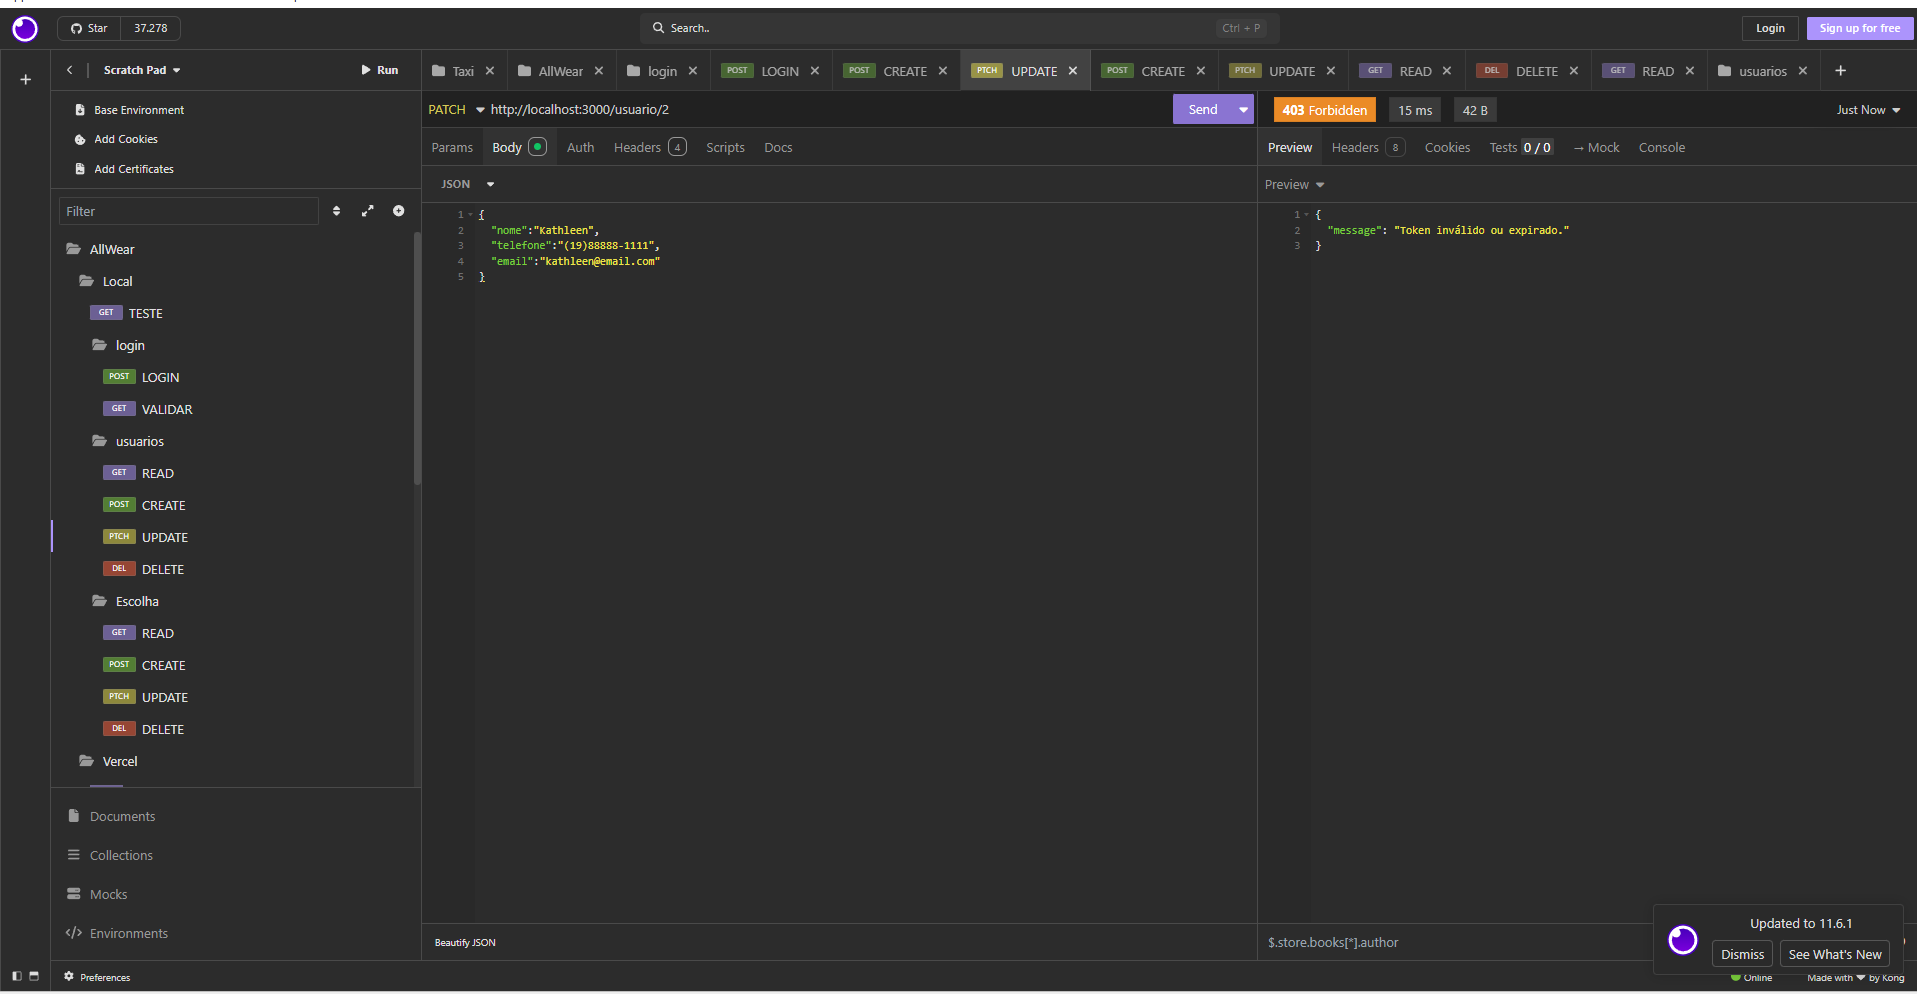 Star 37.278 Search.. Ctrl + P Login Sign up for free
Scratch Pad Run
Base Environment
Add Cookies
Add Certificates
Filter
AllWear
Local
GET TESTE
login
POST LOGIN
GET VALIDAR
usuarios
GET READ
POST CREATE
PTCH UPDATE
DEL DELETE
Escolha
GET READ
POST CREATE
PTCH UPDATE
DEL DELETE
Vercel
Documents
Collections
Mocks
Environments
Preferences
Taxi AllWear login POST LOGIN POST CREATE PTCH UPDATE POST CREATE PTCH UPDATE GET READ DEL DELETE GET READ usuarios
PATCH http://localhost:3000/usuario/2 Send
Params Body Auth Headers 4 Scripts Docs
JSON
1 {
2 "nome":"Kathleen",
3 "telefone":"(19)88888-1111",
4 "email":"kathleen@email.com"
5 }
Beautify JSON
403 Forbidden 15 ms 42 B Just Now
Preview Headers 8 Cookies Tests 0 / 0 → Mock Console
Preview
1 {
2 "message": "Token inválido ou expirado."
3 }
$.store.books[*].author
Updated to 11.6.1
Dismiss See What's New
Online Made with ❤ by Kong